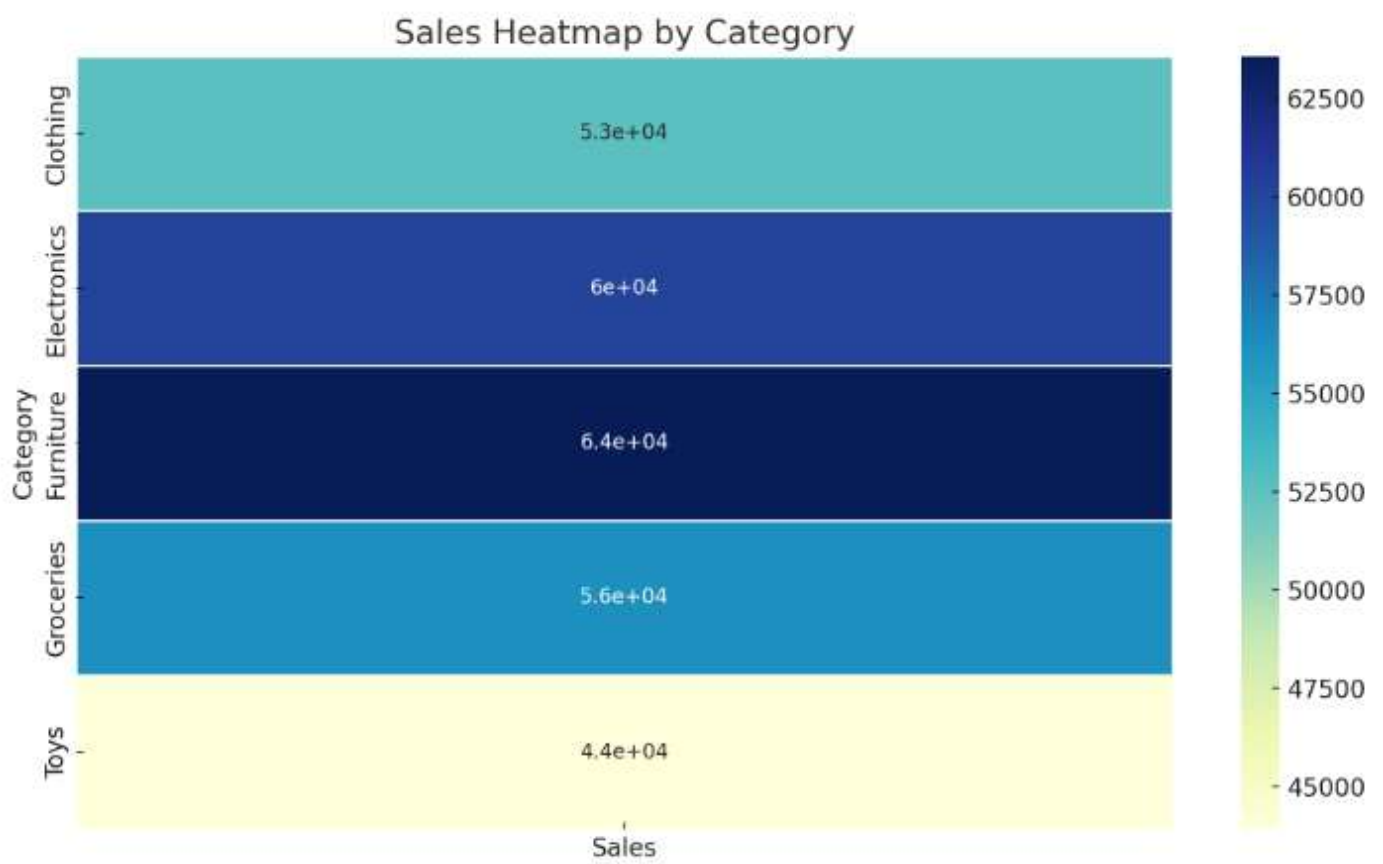 Sales Heatmap by Category
Category
Clothing
5.3e+04
Electronics
6e+04
Furniture
6.4e+04
Groceries
5.6e+04
Toys
4.4e+04
Sales
62500
60000
57500
55000
52500
50000
47500
45000